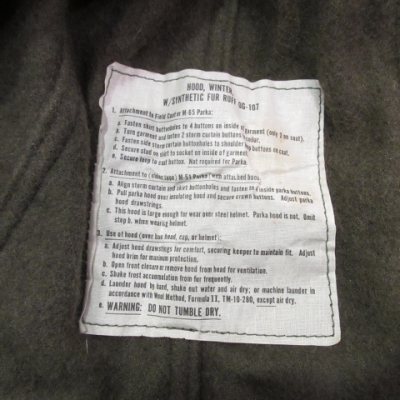 HOOD, WINTER
W/SYNTHETIC FUR RUFF OG-107
1. Attachment to Field Coat or M-65 Parka:
a. Fasten skirt buttonholes to 4 buttons on inside of garment (only 3 on coat).
b. Turn garment and fasten 2 storm curtain buttons
c. Fasten side storm curtain buttonholes to shoulder buttons on coat.
d. Secure stud to socket on inside of garment.
e. Secure loop to coat button. Not required for Parka.
2. Attachment to M-65 Parka with attached hood.
a. Align storm curtain and skirt buttonholes and fasten on inside parka buttons.
b. Pull parka hood over insulating hood and secure crown buttons. Adjust parka
hood drawstrings.
c. This hood is large enough for wear over steel helmet. Parka hood is not. Omit
step b. when wearing helmet.
3. Use of hood (over bare head, cap, or helmet):
a. Adjust hood drawstrings for comfort, securing keeper to maintain fit. Adjust
hood brim for maximum protection.
b. Open front closure or remove hood from head for ventilation.
c. Shake frost accumulation from fur frequently.
d. Launder hood by hand, shake out water and air dry; or machine launder in
accordance with Wool Method, Formula II, TM-10-280, except air dry.
e. WARNING: DO NOT TUMBLE DRY.